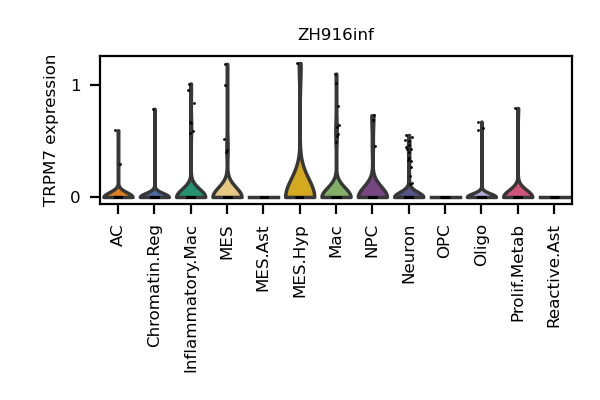 ZH916inf
TRPM7 expression
1
0
AC
Chromatin.Reg
Inflammatory.Mac
MES
MES.Ast
MES.Hyp
Mac
NPC
Neuron
OPC
Oligo
Prolif.Metab
Reactive.Ast